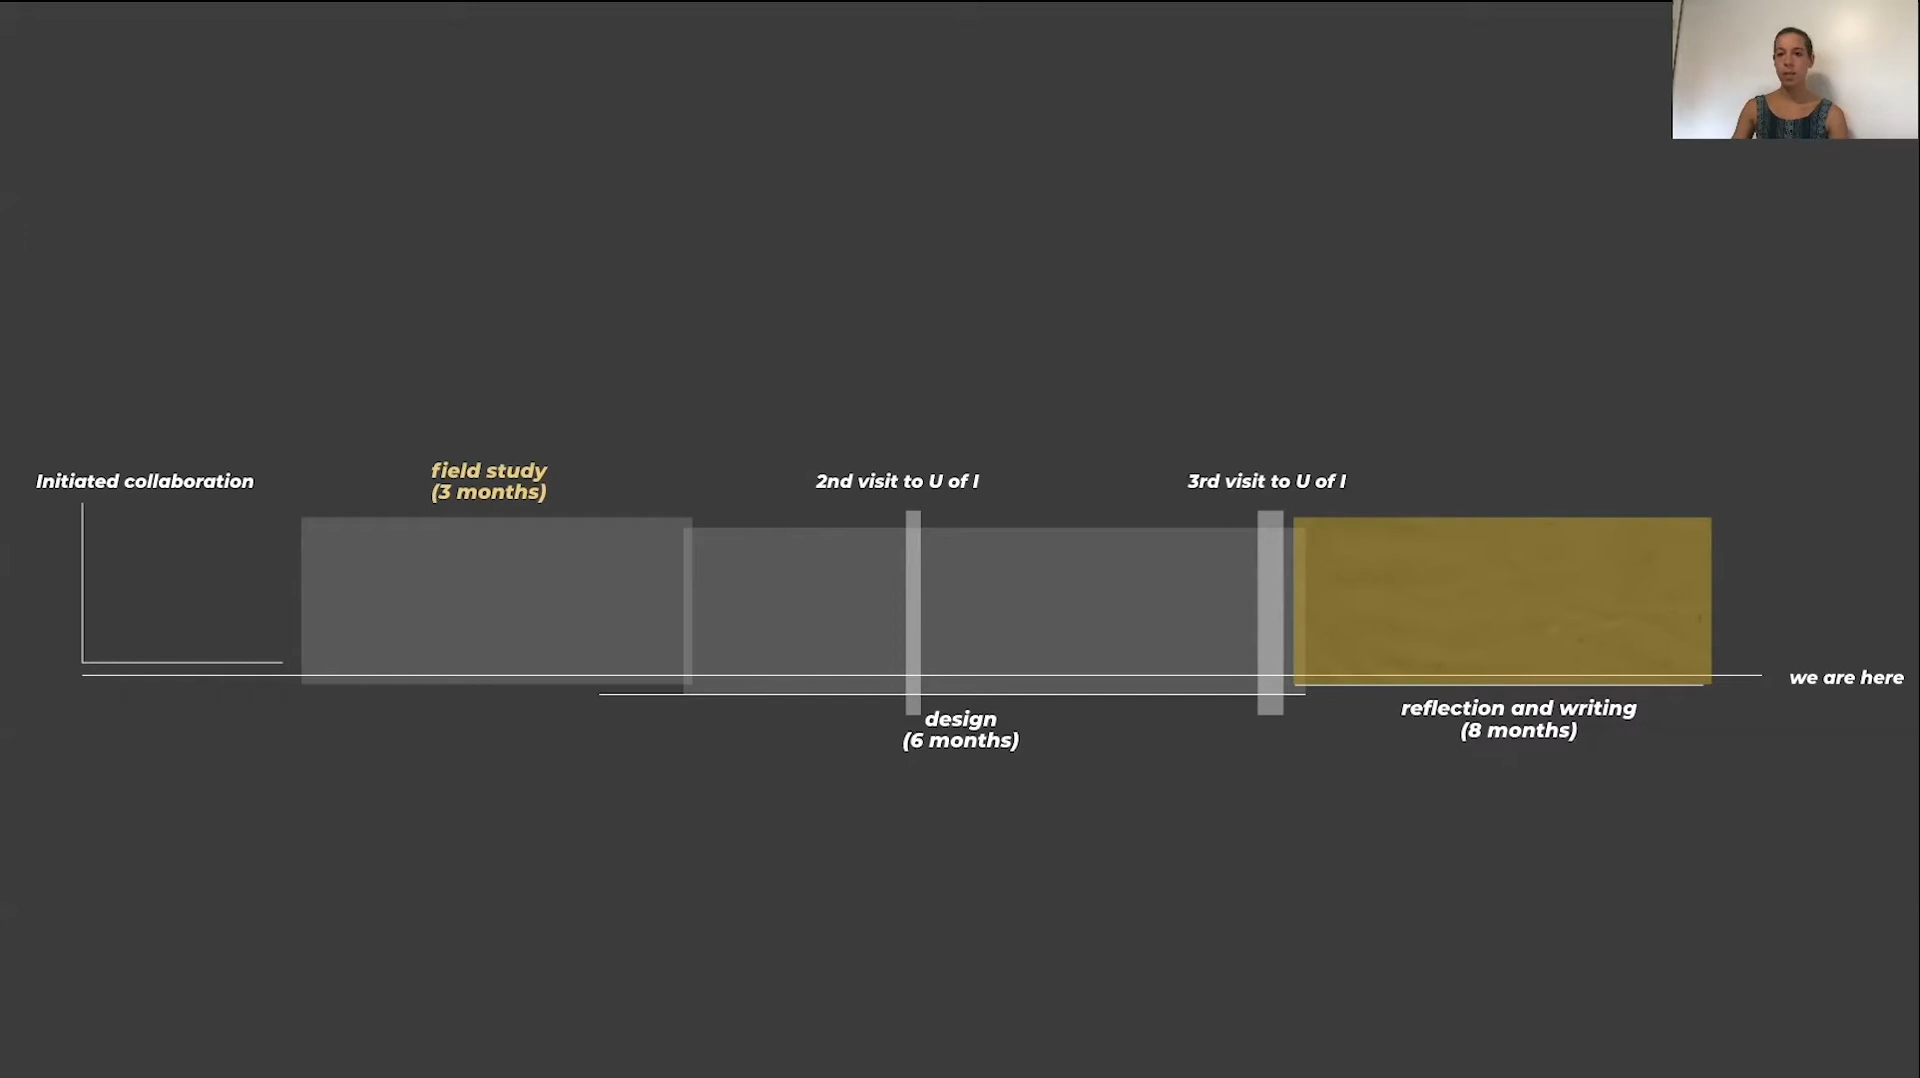 Initiated collaboration
field study
(3 months)
2nd visit to U of I
3rd visit to U of I
we are here
design
(6 months)
reflection and writing
(8 months)